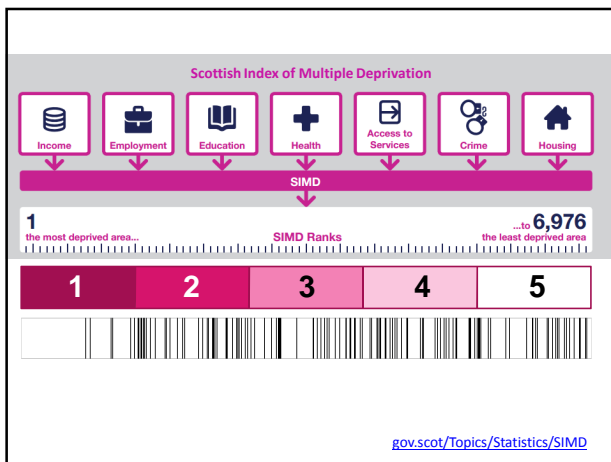 Scottish Index of Multiple Deprivation
Income
Employment
Education
Health
Access to
Services
Crime
Housing
SIMD
1
the most deprived area...
SIMD Ranks
...to 6,976
the least deprived area
1 2 3 4 5
gov.scot/Topics/Statistics/SIMD